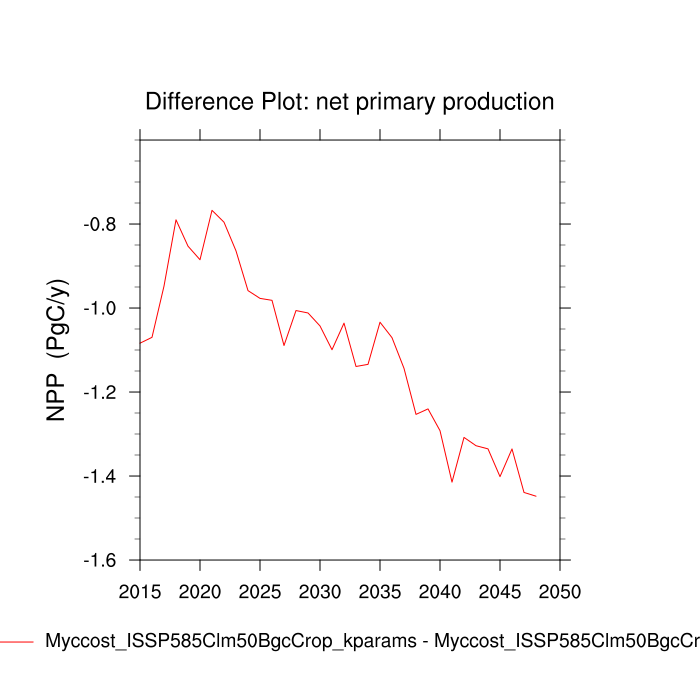 Difference Plot: net primary production
NPP (PgC/y)
-0.8
-1.0
-1.2
-1.4
-1.6
2015 2020 2025 2030 2035 2040 2045 2050
Myccost_ISSP585Clm50BgcCrop_kparams - Myccost_ISSP585Clm50BgcCr